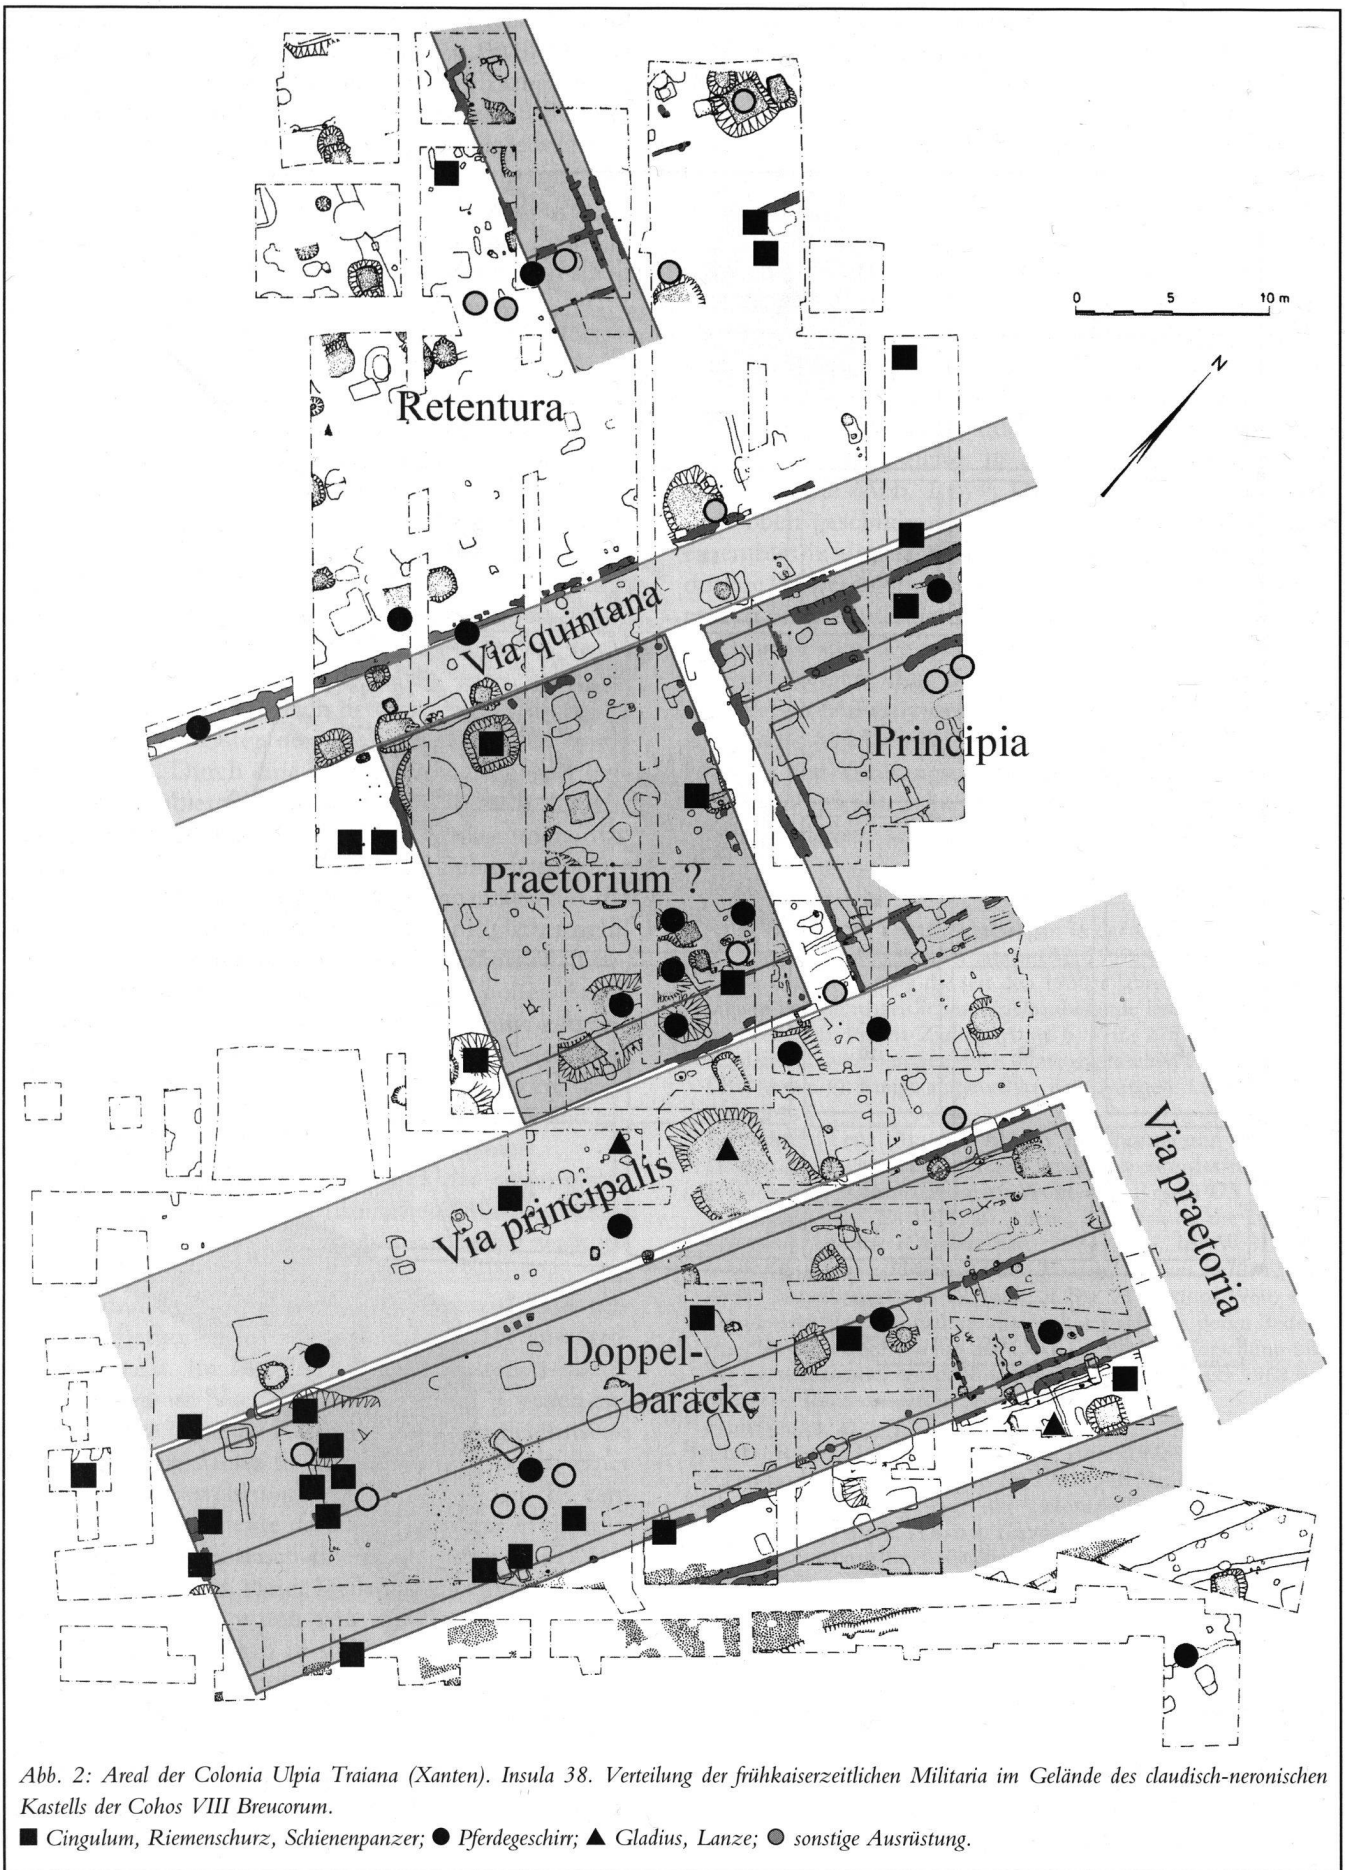 0 5 10 m
N
Retentura
Via quintana
Principia
Praetorium ?
Via principalis
Via praetoria
Doppel-
baracke
Abb. 2: Areal der Colonia Ulpia Traiana (Xanten). Insula 38. Verteilung der frühkaiserzeitlichen Militaria im Gelände des claudisch-neronischen
Kastells der Cohos VIII Breucorum.
■ Cingulum, Riemenschurz, Schienenpanzer; ● Pferdegeschirr; ▲ Gladius, Lanze; ● sonstige Ausrüstung.